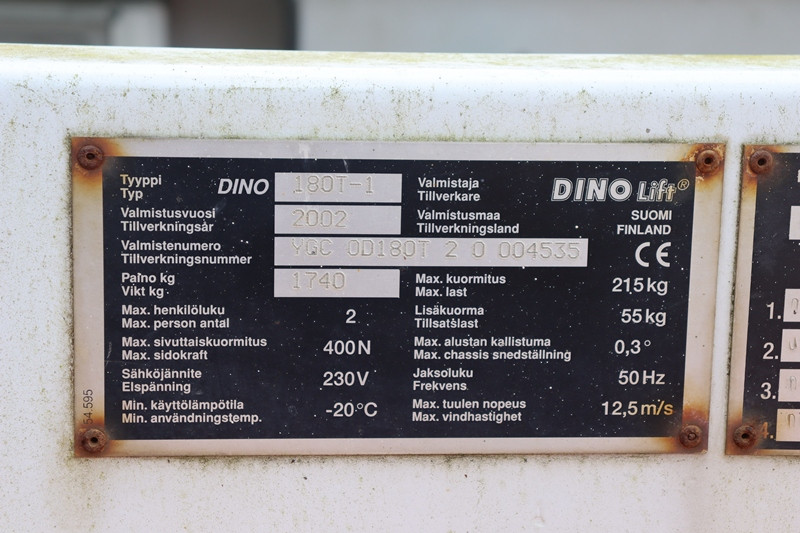 Tyyppi DINO 180T-1 Valmistaja DINO Lift®
Typ Tillverkare
Valmistusvuosi 2002 Valmistusmaa SUOMI
Tillverkningsår Tillverkningsland FINLAND
Valmistenumero YGC OD180T 2 0 004535 CE
Tillverkningsnummer
Paino kg 1740 Max. kuormitus 215 kg
Vikt kg Max. last
Max. henkilöluku 2 Lisäkuorma 55 kg
Max. person antal Tillsatslast
Max. sivuttaiskuormitus 400 N Max. alustan kallistuma 0,3°
Max. sidokraft Max. chassis snedställning
Sähköjännite 230 V Jaksoluku 50 Hz
Elspänning Frekvens
Min. käyttölämpötila -20°C Max. tuulen nopeus 12,5 m/s
Min. användningstemp. Max. vindhastighet
54.595
1.
2.
3.
4.